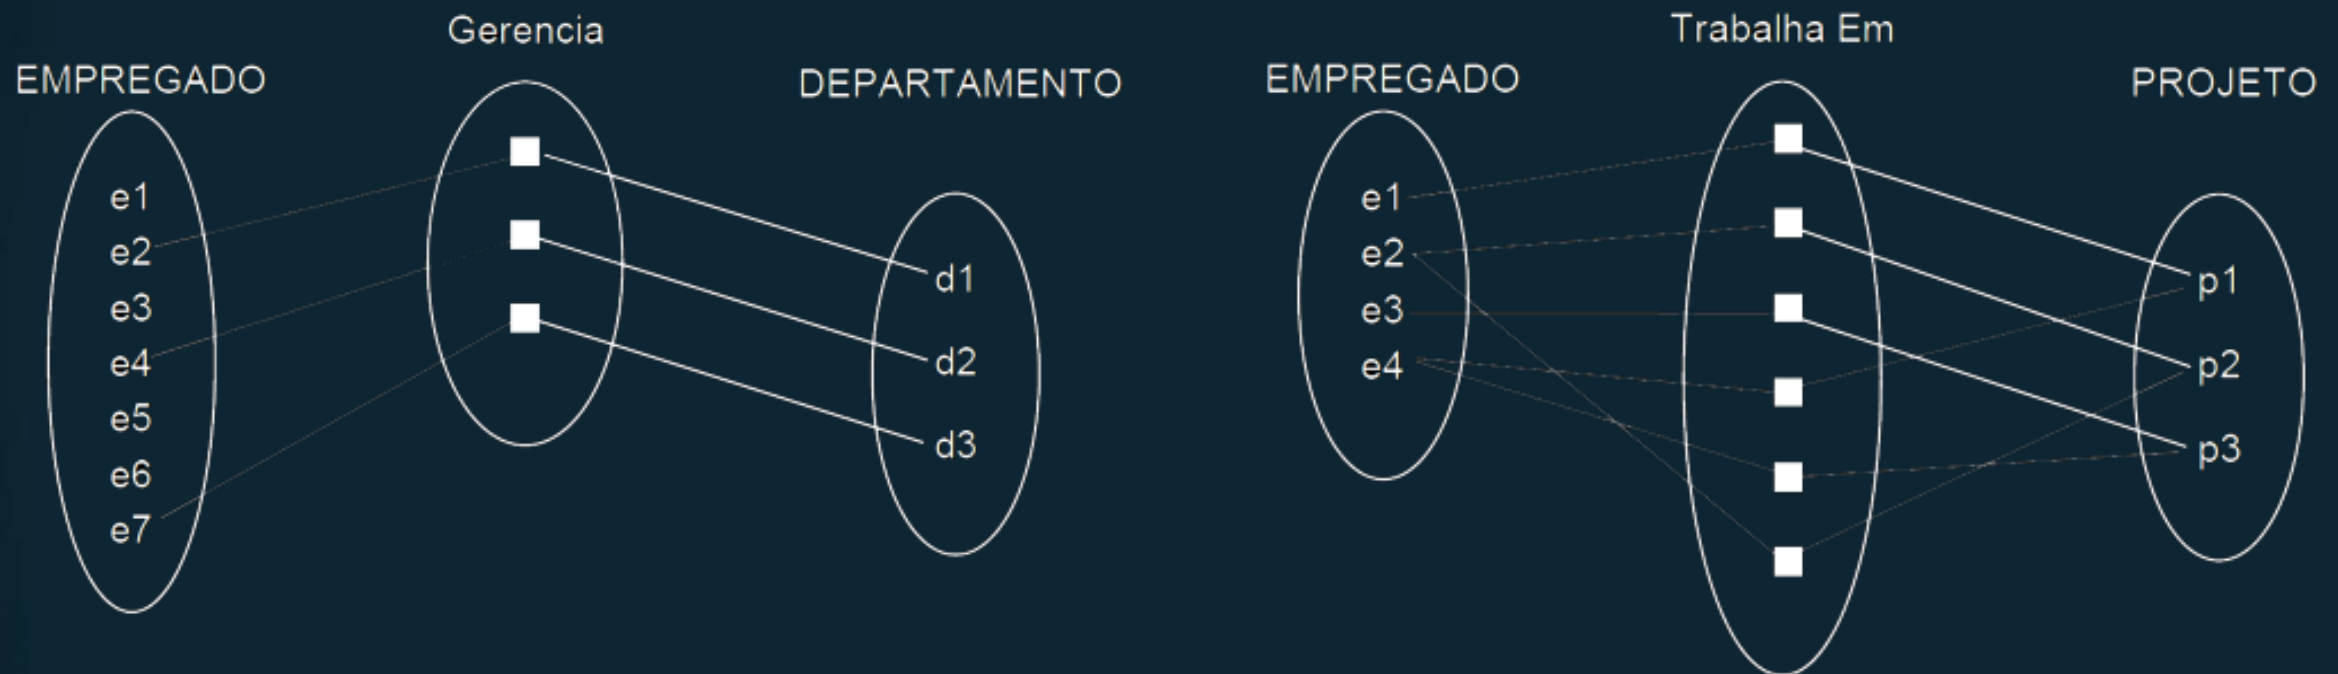 Gerencia
EMPREGADO
DEPARTAMENTO
e1
e2
e3
e4
e5
e6
e7
d1
d2
d3
Trabalha Em
EMPREGADO
PROJETO
e1
e2
e3
e4
p1
p2
p3